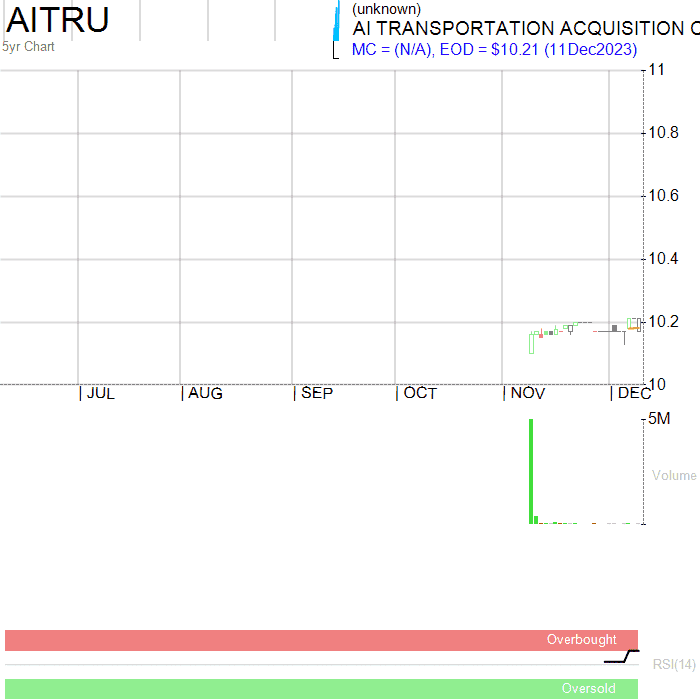 AITRU
(unknown)
AI TRANSPORTATION ACQUISITION
5yr Chart
MC = (N/A), EOD = $10.21 (11Dec2023)
11
10.8
10.6
10.4
10.2
10
| JUL | AUG | SEP | OCT | NOV | DEC
5M
Volume
Overbought
RSI(14)
Oversold